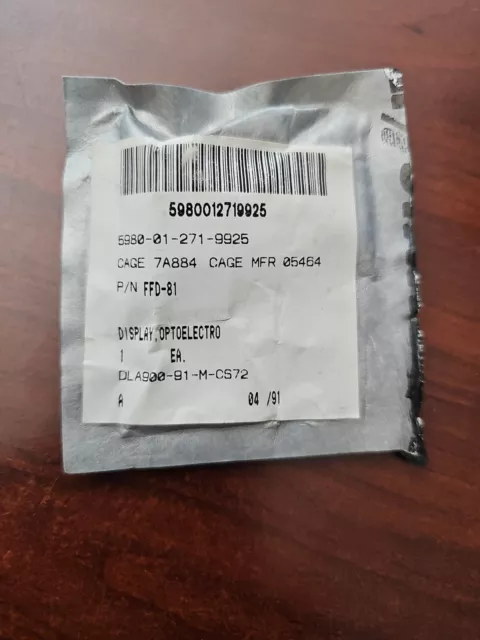 5980012719925
5980-01-271-9925
CAGE 7A884 CAGE MFR 05464
P/N FFD-81
DISPLAY,OPTOELECTRO
1 EA.
DLA900-91-M-CS72
A 04 /91